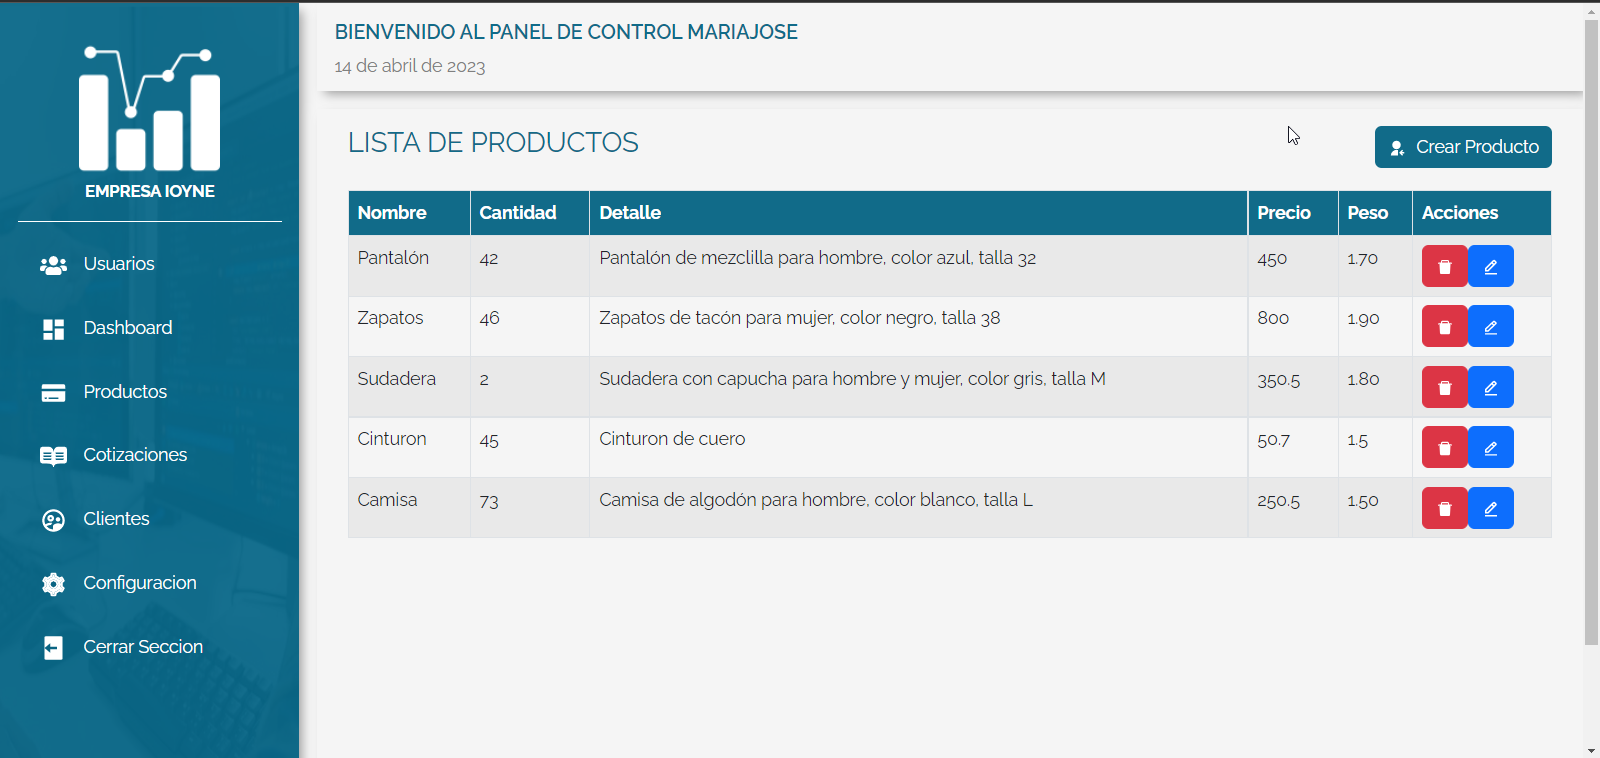 BIENVENIDO AL PANEL DE CONTROL MARIAJOSE
14 de abril de 2023
EMPRESA IOYNE
Usuarios
Dashboard
Productos
Cotizaciones
Clientes
Configuracion
Cerrar Seccion
LISTA DE PRODUCTOS
Crear Producto
Nombre Cantidad Detalle Precio Peso Acciones
Pantalón 42 Pantalón de mezclilla para hombre, color azul, talla 32 450 1.70
Zapatos 46 Zapatos de tacón para mujer, color negro, talla 38 800 1.90
Sudadera 2 Sudadera con capucha para hombre y mujer, color gris, talla M 350.5 1.80
Cinturon 45 Cinturon de cuero 50.7 1.5
Camisa 73 Camisa de algodón para hombre, color blanco, talla L 250.5 1.50